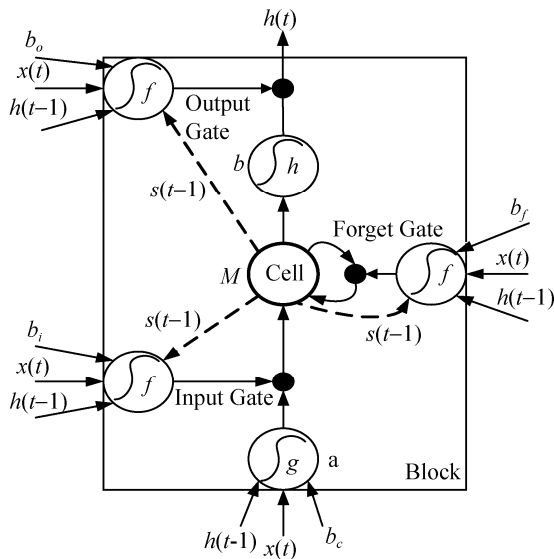 h(t)
b_o
x(t)
h(t−1)
f
Output
Gate
b
h
s(t−1)
Forget Gate
b_f
M
Cell
f
x(t)
h(t−1)
s(t−1)
s(t−1)
b_i
x(t)
h(t−1)
f
Input Gate
g
a
Block
h(t-1)
x(t)
b_c